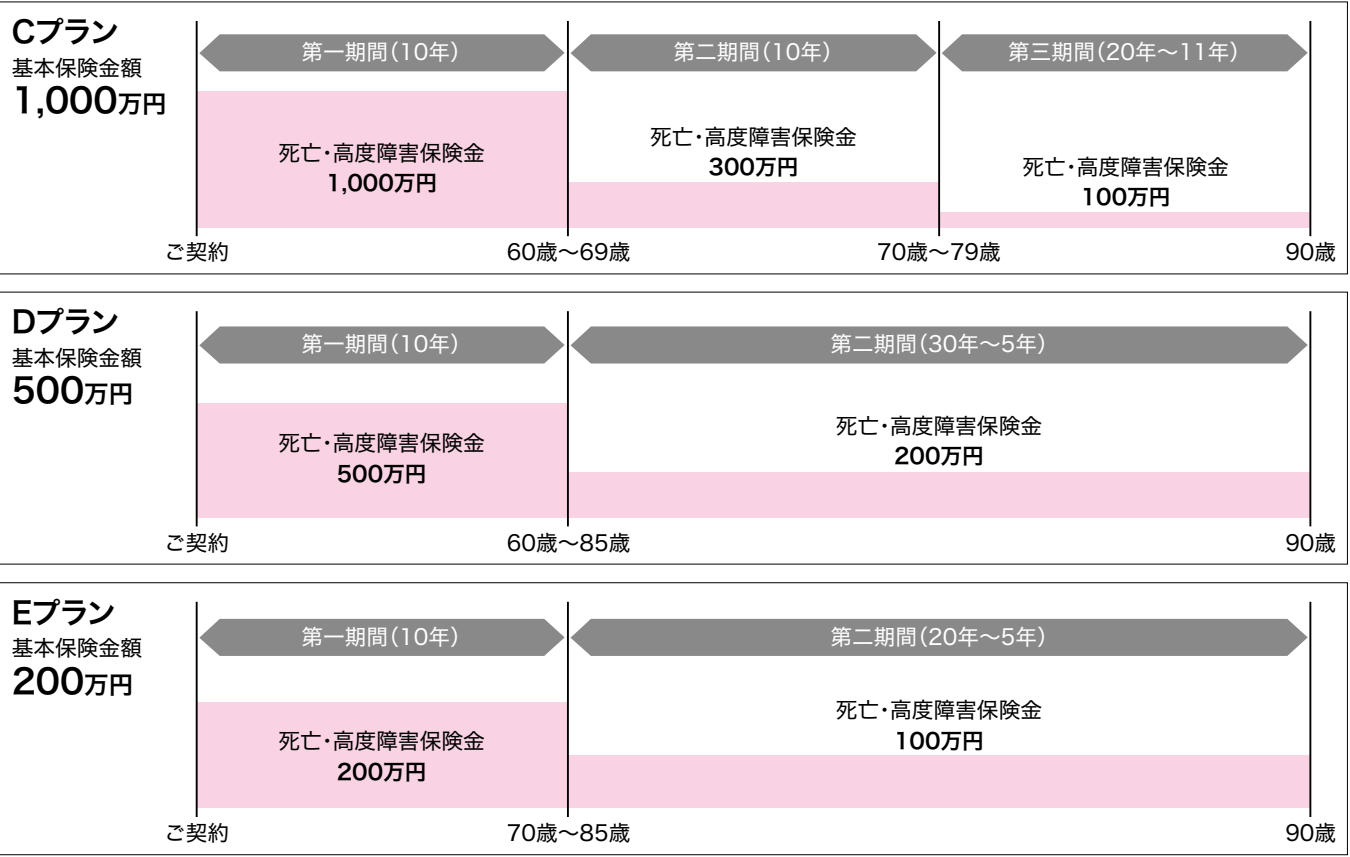 Cプラン
基本保険金額
1,000万円
第一期間(10年)
第二期間(10年)
第三期間(20年～11年)
死亡・高度障害保険金
1,000万円
死亡・高度障害保険金
300万円
死亡・高度障害保険金
100万円
ご契約
60歳～69歳
70歳～79歳
90歳
Dプラン
基本保険金額
500万円
第一期間(10年)
第二期間(30年～5年)
死亡・高度障害保険金
500万円
死亡・高度障害保険金
200万円
ご契約
60歳～85歳
90歳
Eプラン
基本保険金額
200万円
第一期間(10年)
第二期間(20年～5年)
死亡・高度障害保険金
200万円
死亡・高度障害保険金
100万円
ご契約
70歳～85歳
90歳